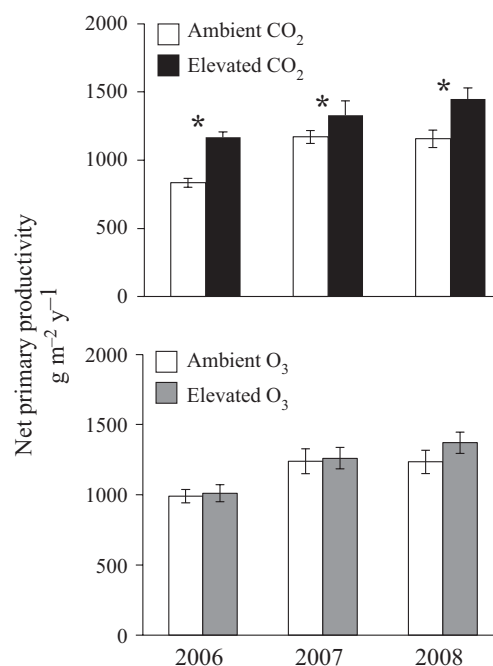 Net primary productivity
g m⁻² y⁻¹
2000
1500
1000
500
0
Ambient CO₂
Elevated CO₂
*
*
*
2000
1500
1000
500
0
Ambient O₃
Elevated O₃
2006 2007 2008